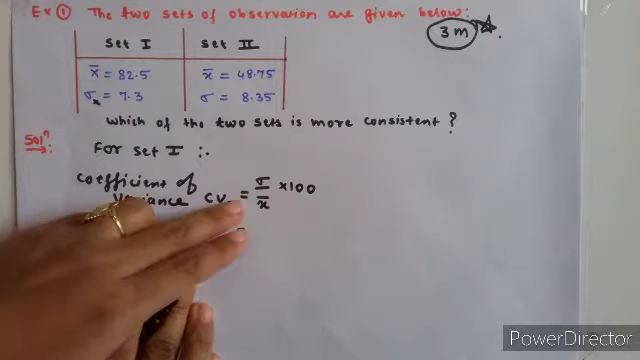 Ex ① The two sets of observation are given below:
3 m
Set I Set II
x̄ = 82.5 x̄ = 48.75
σx = 7.3 σ = 8.35
which of the two sets is more consistent ?
Solⁿ
For set I :.
coefficient of σ
variance CV = — ×100
x̄
PowerDirector